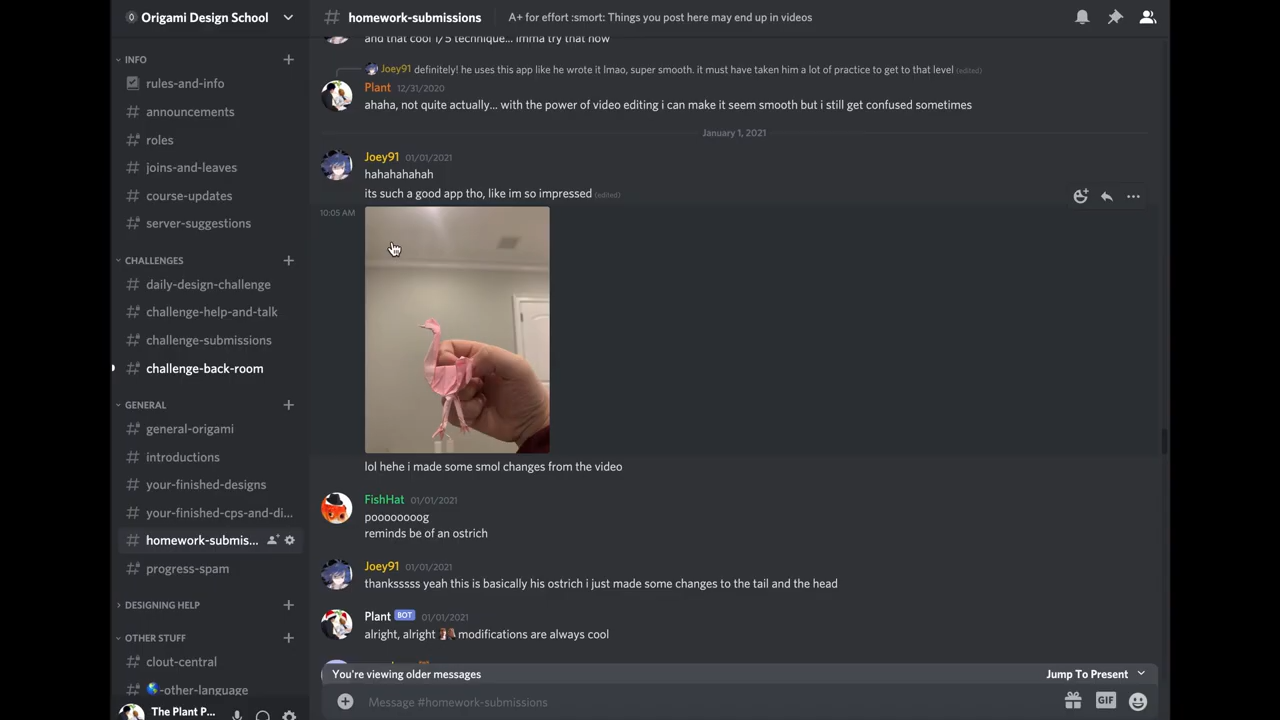 Origami Design School
homework-submissions
A+ for effort :smort: Things you post here may end up in videos
INFO
rules-and-info
announcements
roles
joins-and-leaves
course-updates
server-suggestions
CHALLENGES
daily-design-challenge
challenge-help-and-talk
challenge-submissions
challenge-back-room
GENERAL
general-origami
introductions
your-finished-designs
your-finished-cps-and-di...
homework-submis...
progress-spam
DESIGNING HELP
OTHER STUFF
clout-central
-other-language
The Plant P...
and that cool 1/5 technique... imma try that now
Joey91 definitely! he uses this app like he wrote it lmao, super smooth. it must have taken him a lot of practice to get to that level (edited)
Plant 12/31/2020
ahaha, not quite actually... with the power of video editing i can make it seem smooth but i still get confused sometimes
January 1, 2021
Joey91 01/01/2021
hahahahahah
its such a good app tho, like im so impressed (edited)
10:05 AM
lol hehe i made some smol changes from the video
FishHat 01/01/2021
poooooooog
reminds be of an ostrich
Joey91 01/01/2021
thanksssss yeah this is basically his ostrich i just made some changes to the tail and the head
Plant BOT 01/01/2021
alright, alright modifications are always cool
You're viewing older messages
Jump To Present
Message #homework-submissions
GIF